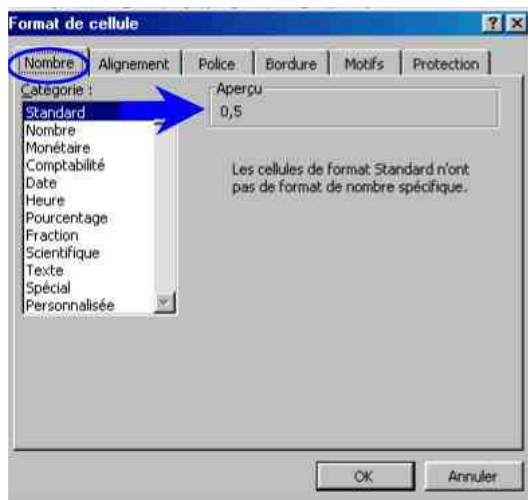 Format de cellule
Nombre Alignement Police Bordure Motifs Protection
Catégorie :
Aperçu
Standard
0,5
Nombre
Monétaire
Comptabilité
Date
Heure
Pourcentage
Fraction
Scientifique
Texte
Spécial
Personnalisée
Les cellules de format Standard n'ont
pas de format de nombre spécifique.
OK Annuler